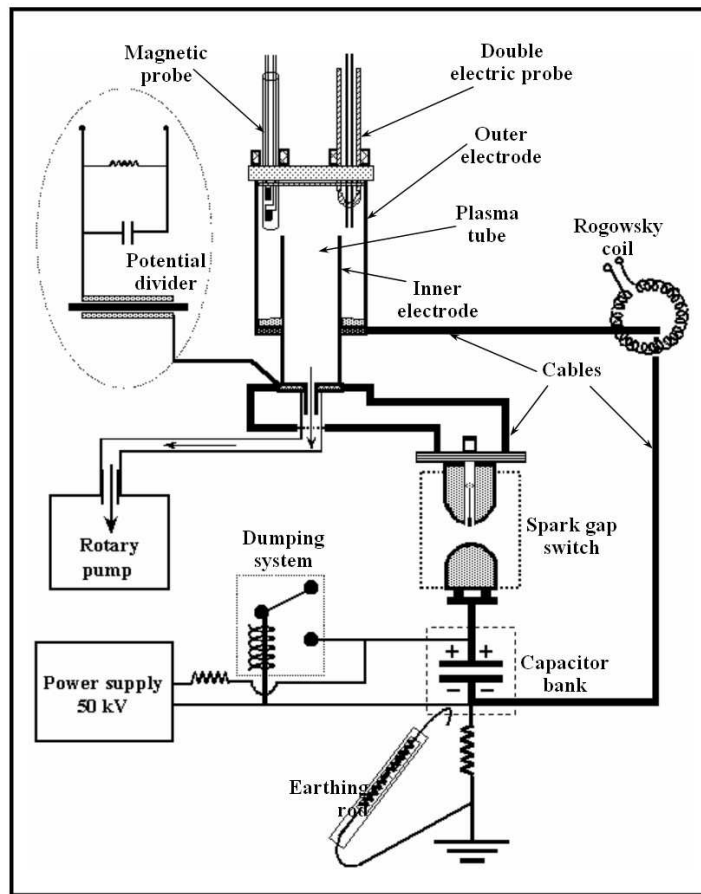 Magnetic
probe
Double
electric probe
Outer
electrode
Plasma
tube
Rogowsky
coil
Potential
divider
Inner
electrode
Cables
Rotary
pump
Dumping
system
Spark gap
switch
Power supply
50 kV
+ +
- -
Capacitor
bank
Earthing
rod